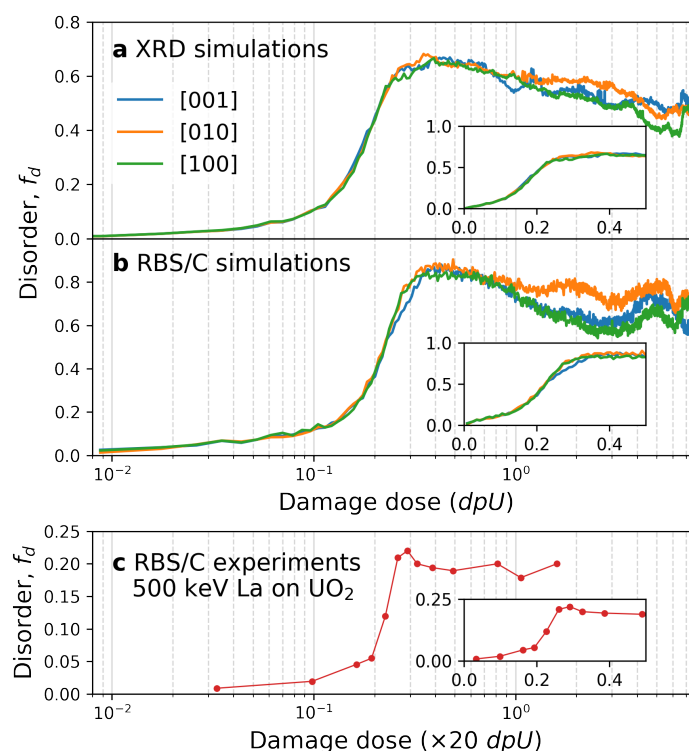 0.8
a XRD simulations
0.6
[001]
[010]
0.4
[100]
1.0
0.5
0.2
0.0
0.0 0.2 0.4
0.0
Disorder, f_d
b RBS/C simulations
0.8
0.6
1.0
0.4
0.5
0.2
0.0
0.0 0.2 0.4
0.0
10⁻² 10⁻¹ 10⁰
Damage dose (dpU)
0.25
c RBS/C experiments
0.20
500 keV La on UO₂
0.15
0.25
0.10
0.05
0.00
0.0 0.2 0.4
0.00
Disorder, f_d
10⁻² 10⁻¹ 10⁰
Damage dose (×20 dpU)